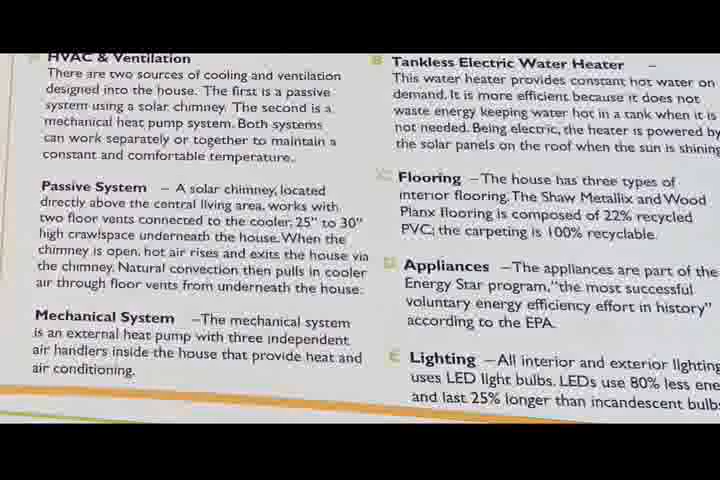 HVAC & Ventilation
There are two sources of cooling and ventilation
designed into the house. The first is a passive
system using a solar chimney. The second is a
mechanical heat pump system. Both systems
can work separately or together to maintain a
constant and comfortable temperature.
Passive System – A solar chimney, located
directly above the central living area, works with
two floor vents connected to the cooler, 25" to 30"
high crawlspace underneath the house. When the
chimney is open, hot air rises and exits the house via
the chimney. Natural convection then pulls in cooler
air through floor vents from underneath the house.
Mechanical System –The mechanical system
is an external heat pump with three independent
air handlers inside the house that provide heat and
air conditioning.
B Tankless Electric Water Heater –
This water heater provides constant hot water on
demand. It is more efficient because it does not
waste energy keeping water hot in a tank when it is
not needed. Being electric, the heater is powered by
the solar panels on the roof when the sun is shining
C Flooring –The house has three types of
interior flooring. The Shaw Metallix and Wood
Planx flooring is composed of 22% recycled
PVC; the carpeting is 100% recyclable.
D Appliances –The appliances are part of the
Energy Star program, "the most successful
voluntary energy efficiency effort in history"
according to the EPA.
E Lighting –All interior and exterior lighting
uses LED light bulbs. LEDs use 80% less ene
and last 25% longer than incandescent bulbs